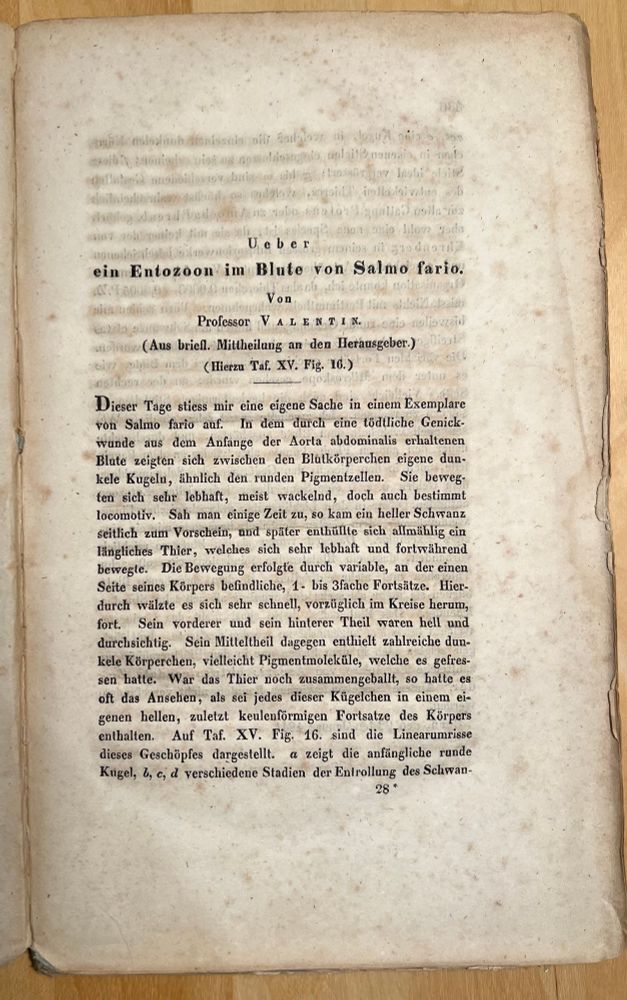 Ueber
ein Entozoon im Blute von Salmo fario.
Von
Professor VALENTIN.
(Aus briefl. Mittheilung an den Herausgeber.)
(Hierzu Taf. XV. Fig. 16.)
Dieser Tage stiess mir eine eigene Sache in einem Exemplare
von Salmo fario auf. In dem durch eine tödtliche Genick-
wunde aus dem Anfange der Aorta abdominalis erhaltenen
Blute zeigten sich zwischen den Blutkörperchen eigene dun-
kele Kugeln, ähnlich den runden Pigmentzellen. Sie beweg-
ten sich sehr lebhaft, meist wackelnd, doch auch bestimmt
locomotiv. Sah man einige Zeit zu, so kam ein heller Schwanz
seitlich zum Vorschein, und später enthüllte sich allmählig ein
längliches Thier, welches sich sehr lebhaft und fortwährend
bewegte. Die Bewegung erfolgte durch variable, an der einen
Seite seines Körpers befindliche, 1- bis 3fache Fortsätze. Hier-
durch wälzte es sich sehr schnell, vorzüglich im Kreise herum,
fort. Sein vorderer und sein hinterer Theil waren hell und
durchsichtig. Sein Mitteltheil dagegen enthielt zahlreiche dun-
kele Körperchen, vielleicht Pigmentmoleküle, welche es gefres-
sen hatte. War das Thier noch zusammengeballt, so hatte es
oft das Ansehen, als sei jedes dieser Kügelchen in einem ei-
genen hellen, zuletzt keulenförmigen Fortsatze des Körpers
enthalten. Auf Taf. XV. Fig. 16. sind die Linearumrisse
dieses Geschöpfes dargestellt. a zeigt die anfängliche runde
Kugel, b, c, d verschiedene Stadien der Entrollung des Schwan-
28*